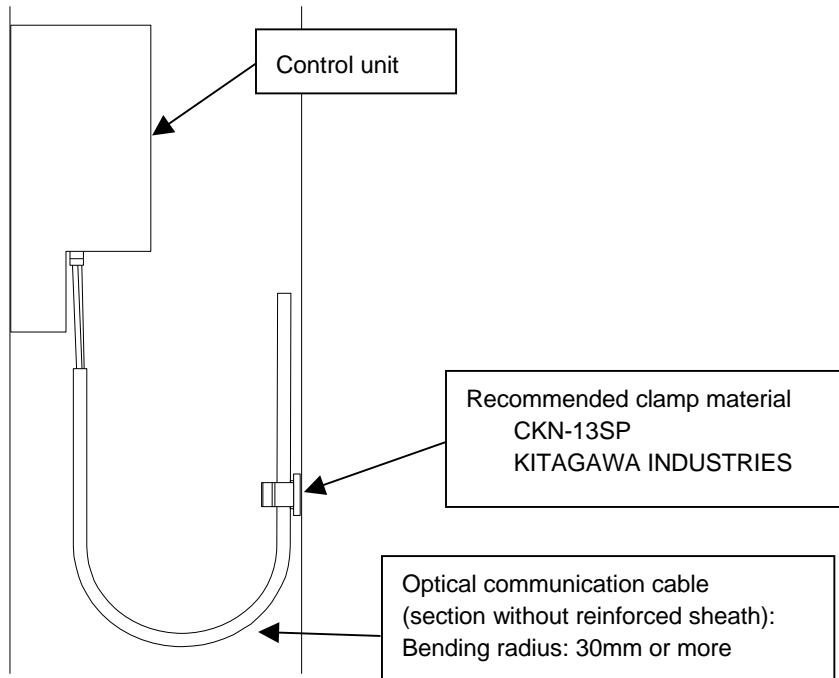 Control unit
Recommended clamp material
CKN-13SP
KITAGAWA INDUSTRIES
Optical communication cable
(section without reinforced sheath):
Bending radius: 30mm or more